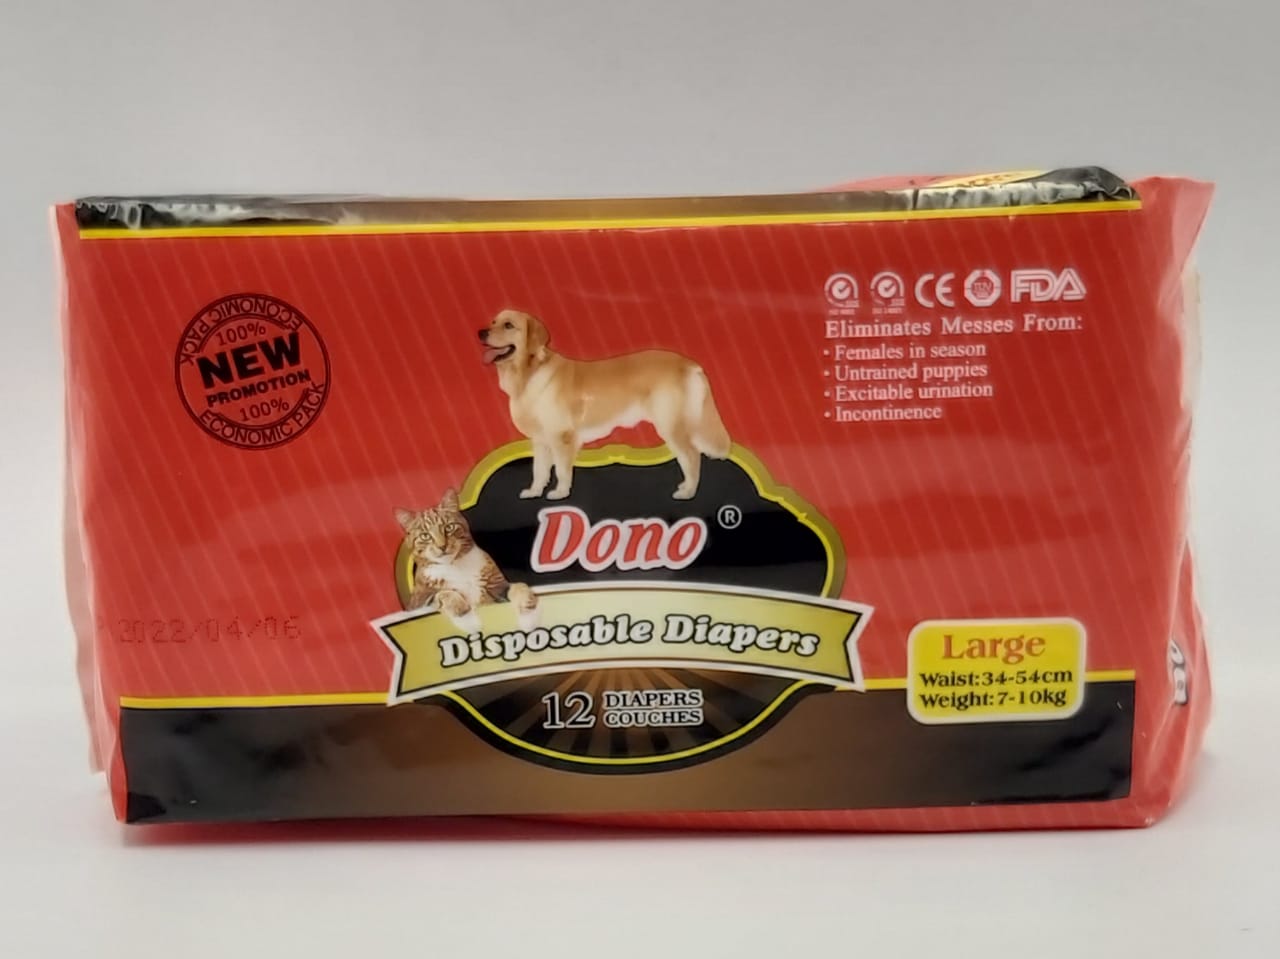 ECONOMIC PACK
100%
NEW
PROMOTION
100%
ECONOMIC PACK
CE
TUV
FDA
Eliminates Messes From:
• Females in season
• Untrained puppies
• Excitable urination
• Incontinence
Dono ®
Disposable Diapers
12 DIAPERS
COUCHES
2022/04/06
Large
Waist:34-54cm
Weight:7-10kg